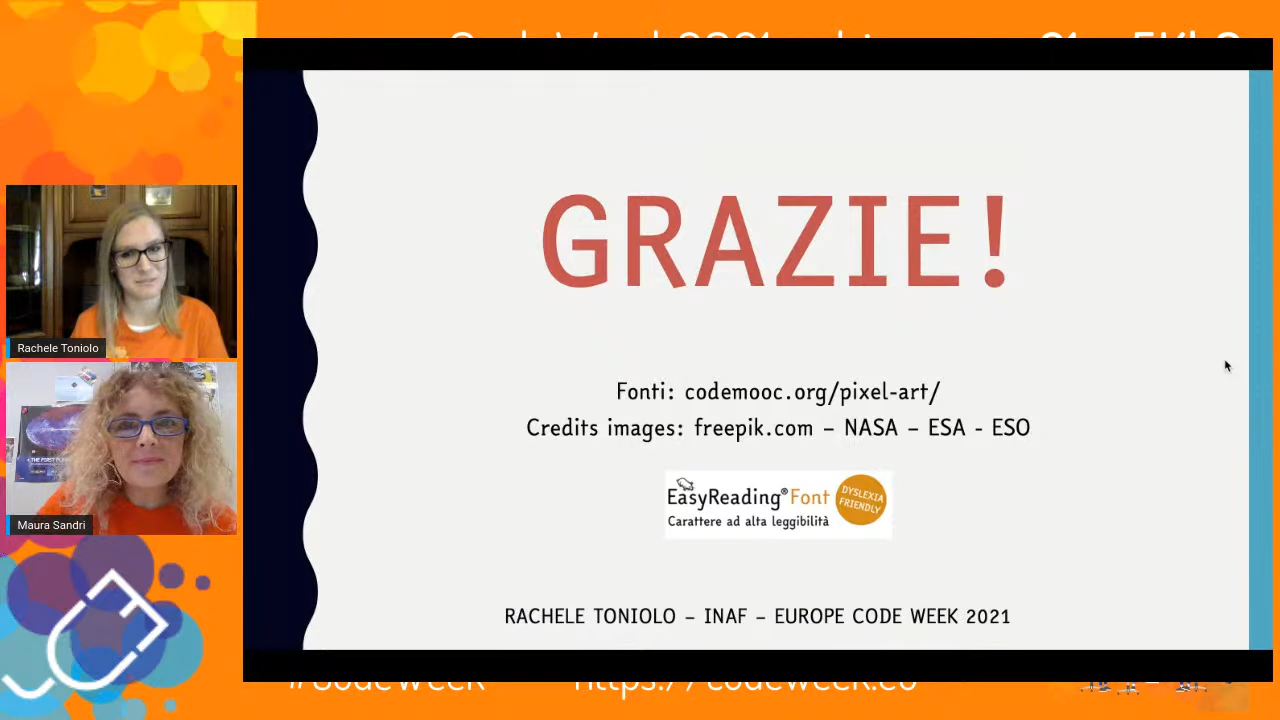 GRAZIE!
Rachele Toniolo
Fonti: codemooc.org/pixel-art/
Credits images: freepik.com – NASA – ESA - ESO
EasyReading® Font
DYSLEXIA
FRIENDLY
Carattere ad alta leggibilità
Maura Sandri
RACHELE TONIOLO – INAF – EUROPE CODE WEEK 2021
#CodeWeek https://codeweek.eu